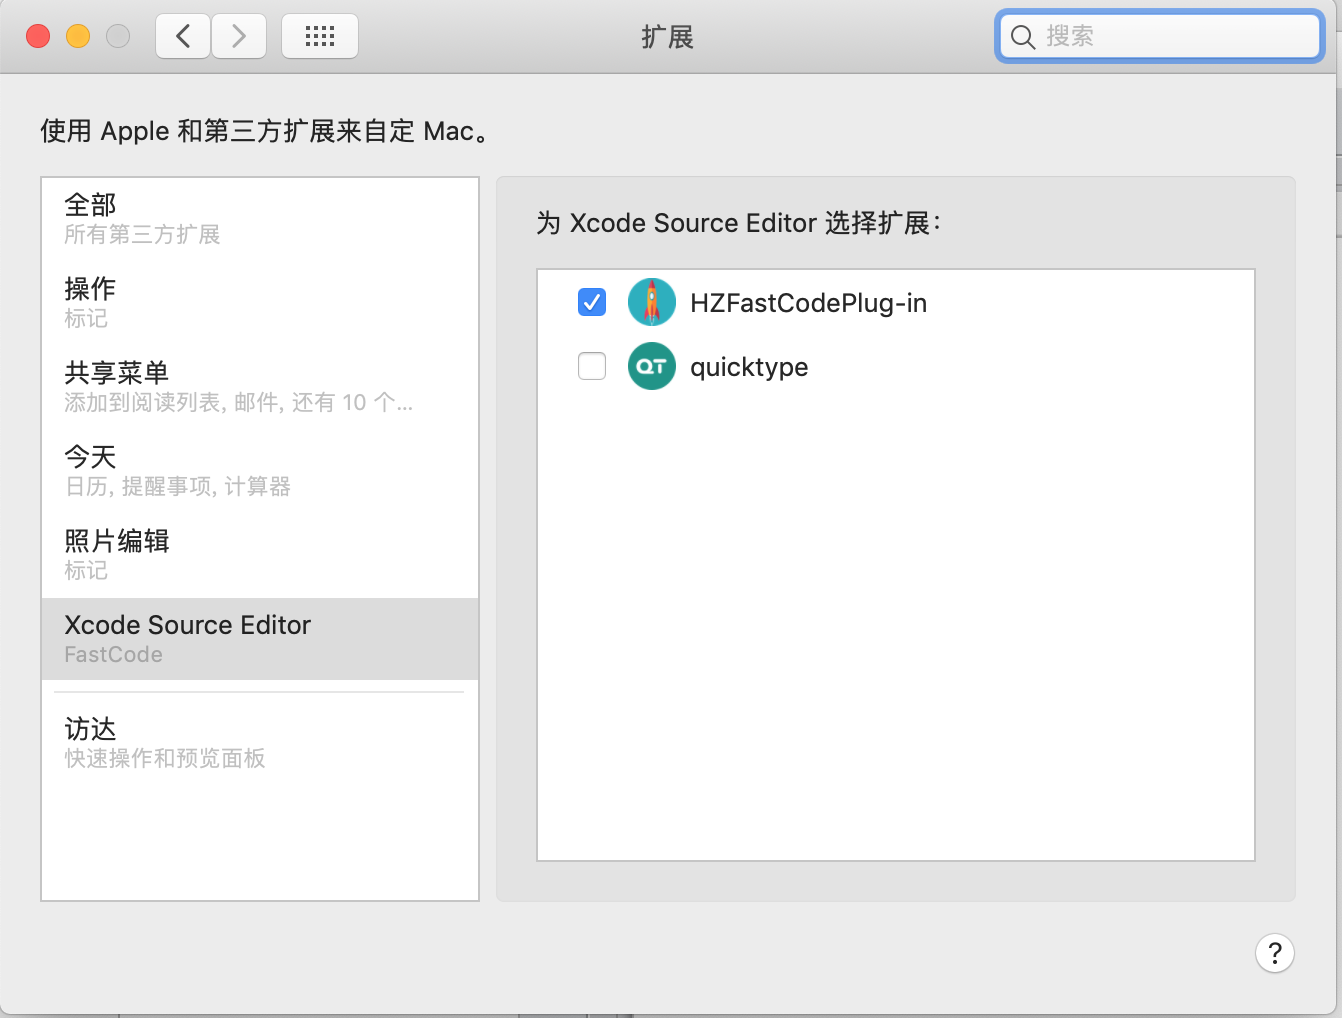 扩展
搜索
使用 Apple 和第三方扩展来自定 Mac。
全部
所有第三方扩展
操作
标记
共享菜单
添加到阅读列表, 邮件, 还有 10 个...
今天
日历, 提醒事项, 计算器
照片编辑
标记
Xcode Source Editor
FastCode
访达
快速操作和预览面板
为 Xcode Source Editor 选择扩展：
HZFastCodePlug-in
QT
quicktype
?